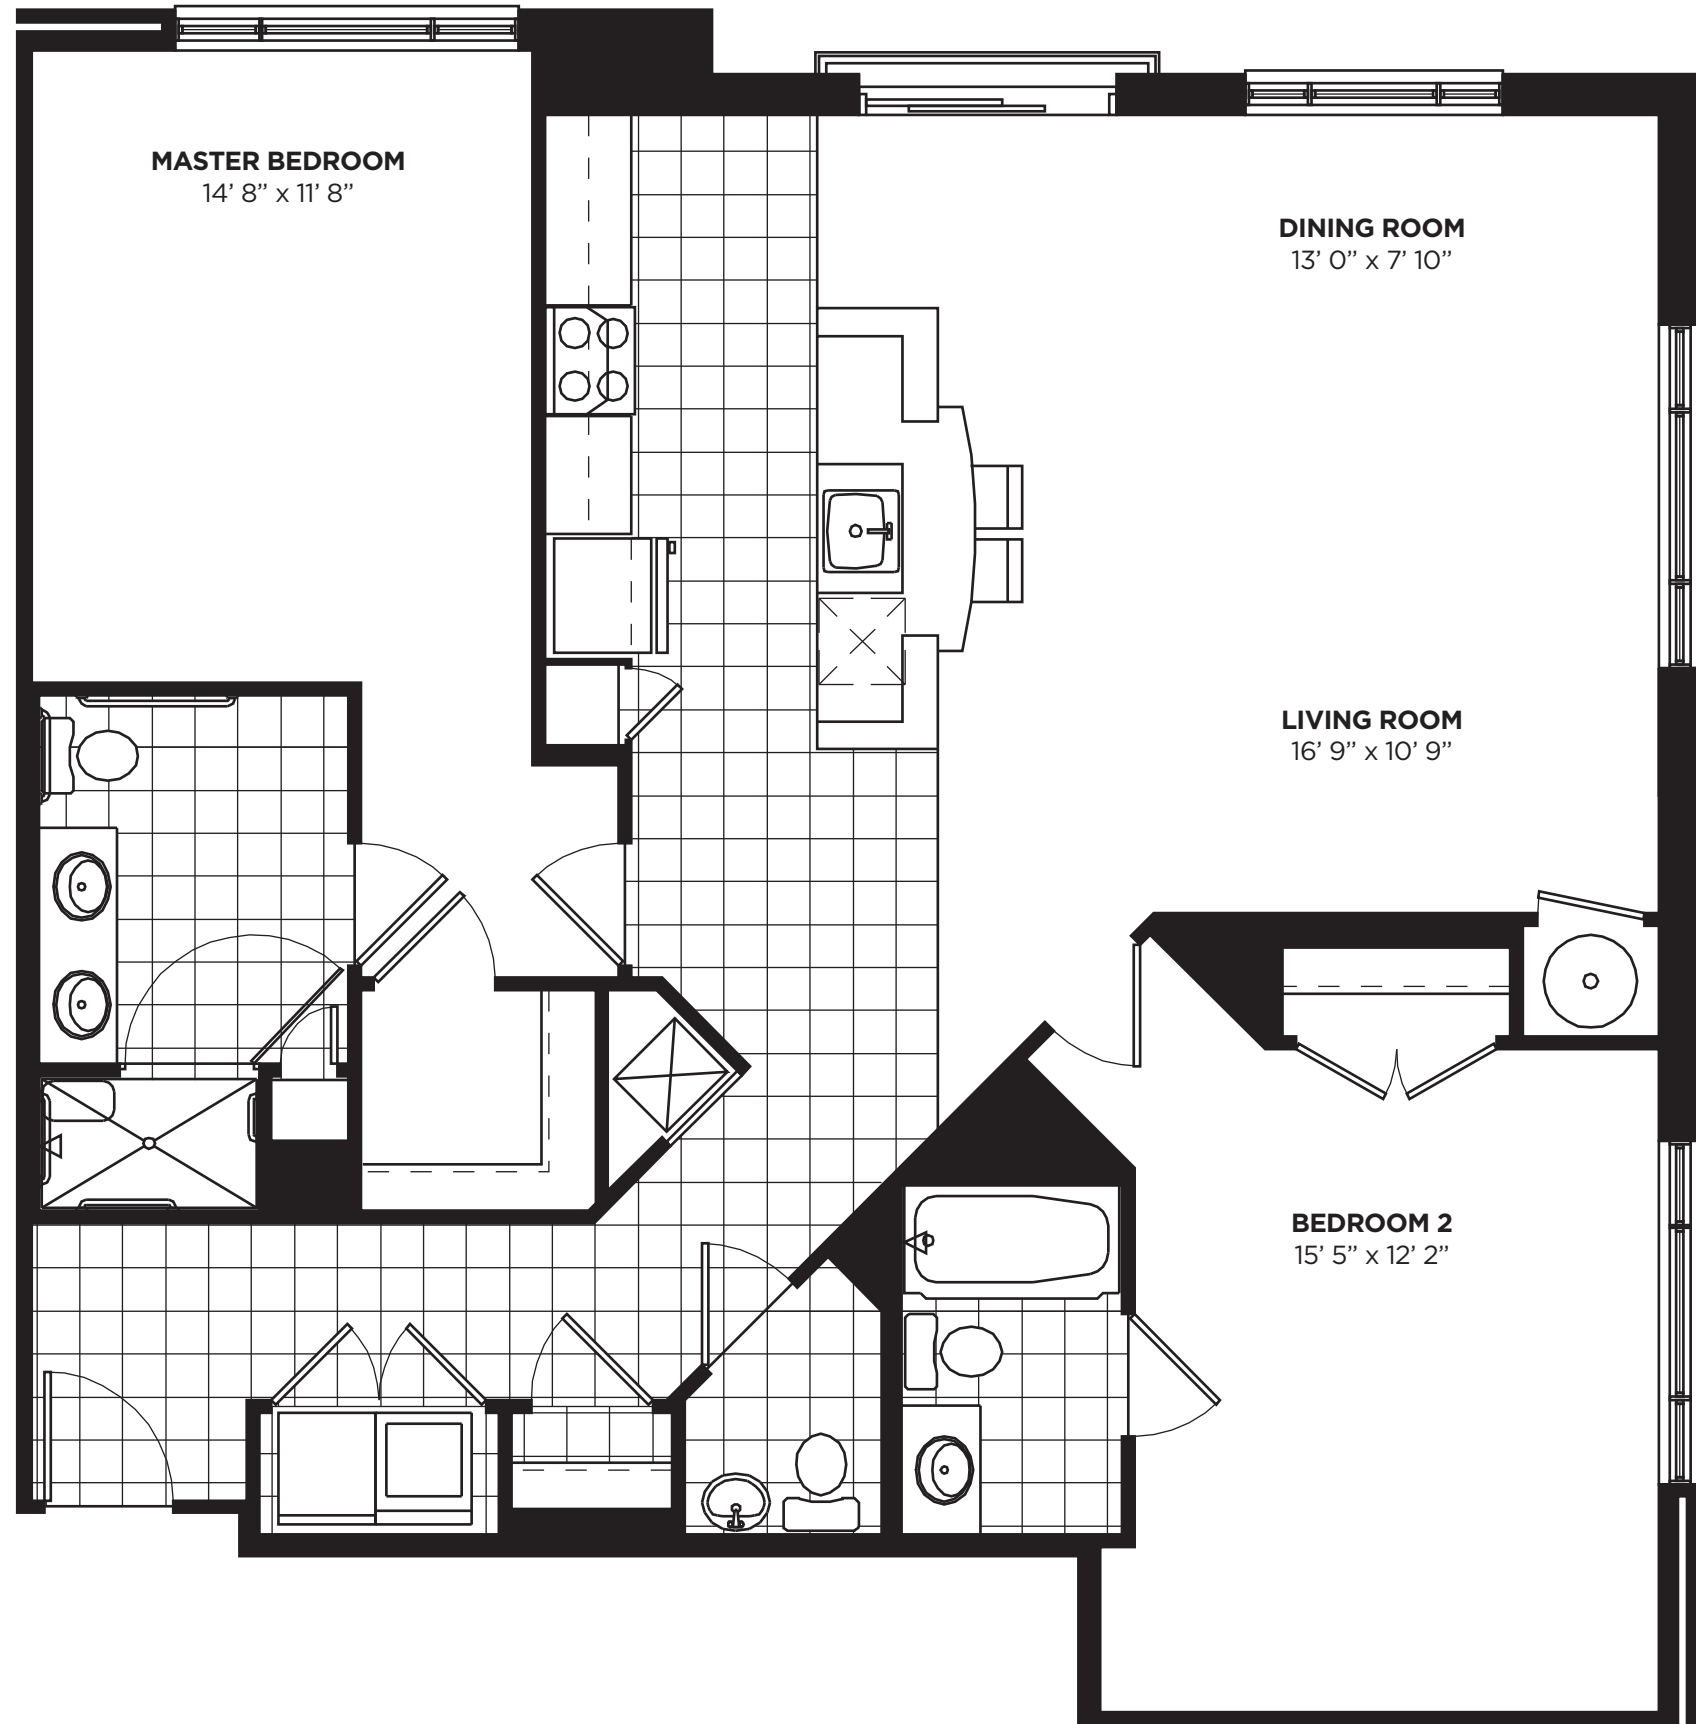 MASTER BEDROOM
14’ 8” x 11’ 8”
DINING ROOM
13’ 0” x 7’ 10”
LIVING ROOM
16’ 9” x 10’ 9”
BEDROOM 2
15’ 5” x 12’ 2”